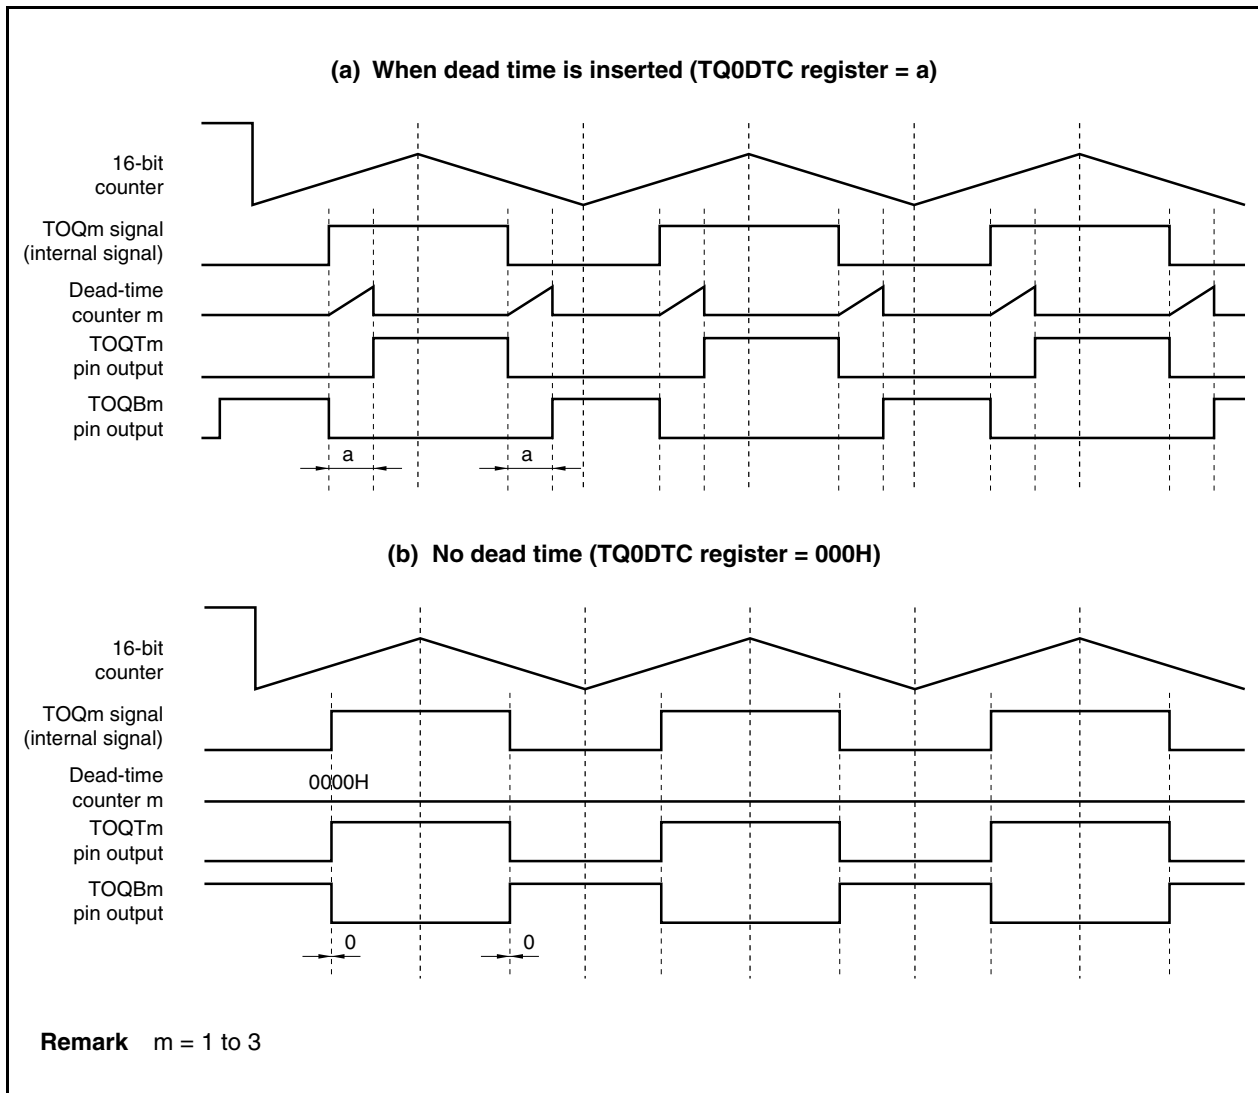 (a) When dead time is inserted (TQ0DTC register = a)
16-bit
counter
TOQm signal
(internal signal)
Dead-time
counter m
TOQTm
pin output
TOQBm
pin output
a
a
(b) No dead time (TQ0DTC register = 000H)
16-bit
counter
TOQm signal
(internal signal)
Dead-time
counter m
0000H
TOQTm
pin output
TOQBm
pin output
0
0
Remark m = 1 to 3